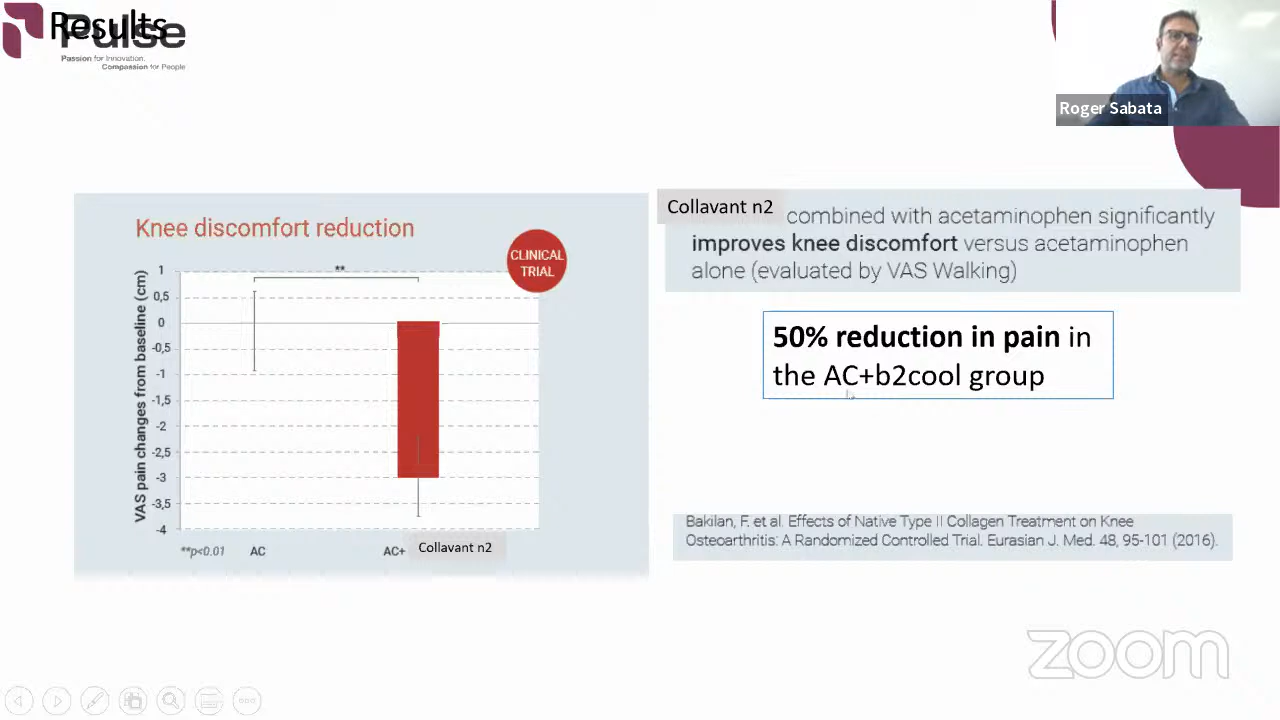 Results
Pulse
Passion for Innovation.
Compassion for People
Roger Sabata
Knee discomfort reduction
CLINICAL
TRIAL
VAS pain changes from baseline (cm)
**
1
0,5
0
-0,5
-1
-1,5
-2
-2,5
-3
-3,5
-4
**p<0.01
AC
AC+
Collavant n2
Collavant n2
combined with acetaminophen significantly
improves knee discomfort versus acetaminophen
alone (evaluated by VAS Walking)
50% reduction in pain in
the AC+b2cool group
Bakilan, F. et al. Effects of Native Type II Collagen Treatment on Knee
Osteoarthritis: A Randomized Controlled Trial. Eurasian J. Med. 48, 95-101 (2016).
zoom